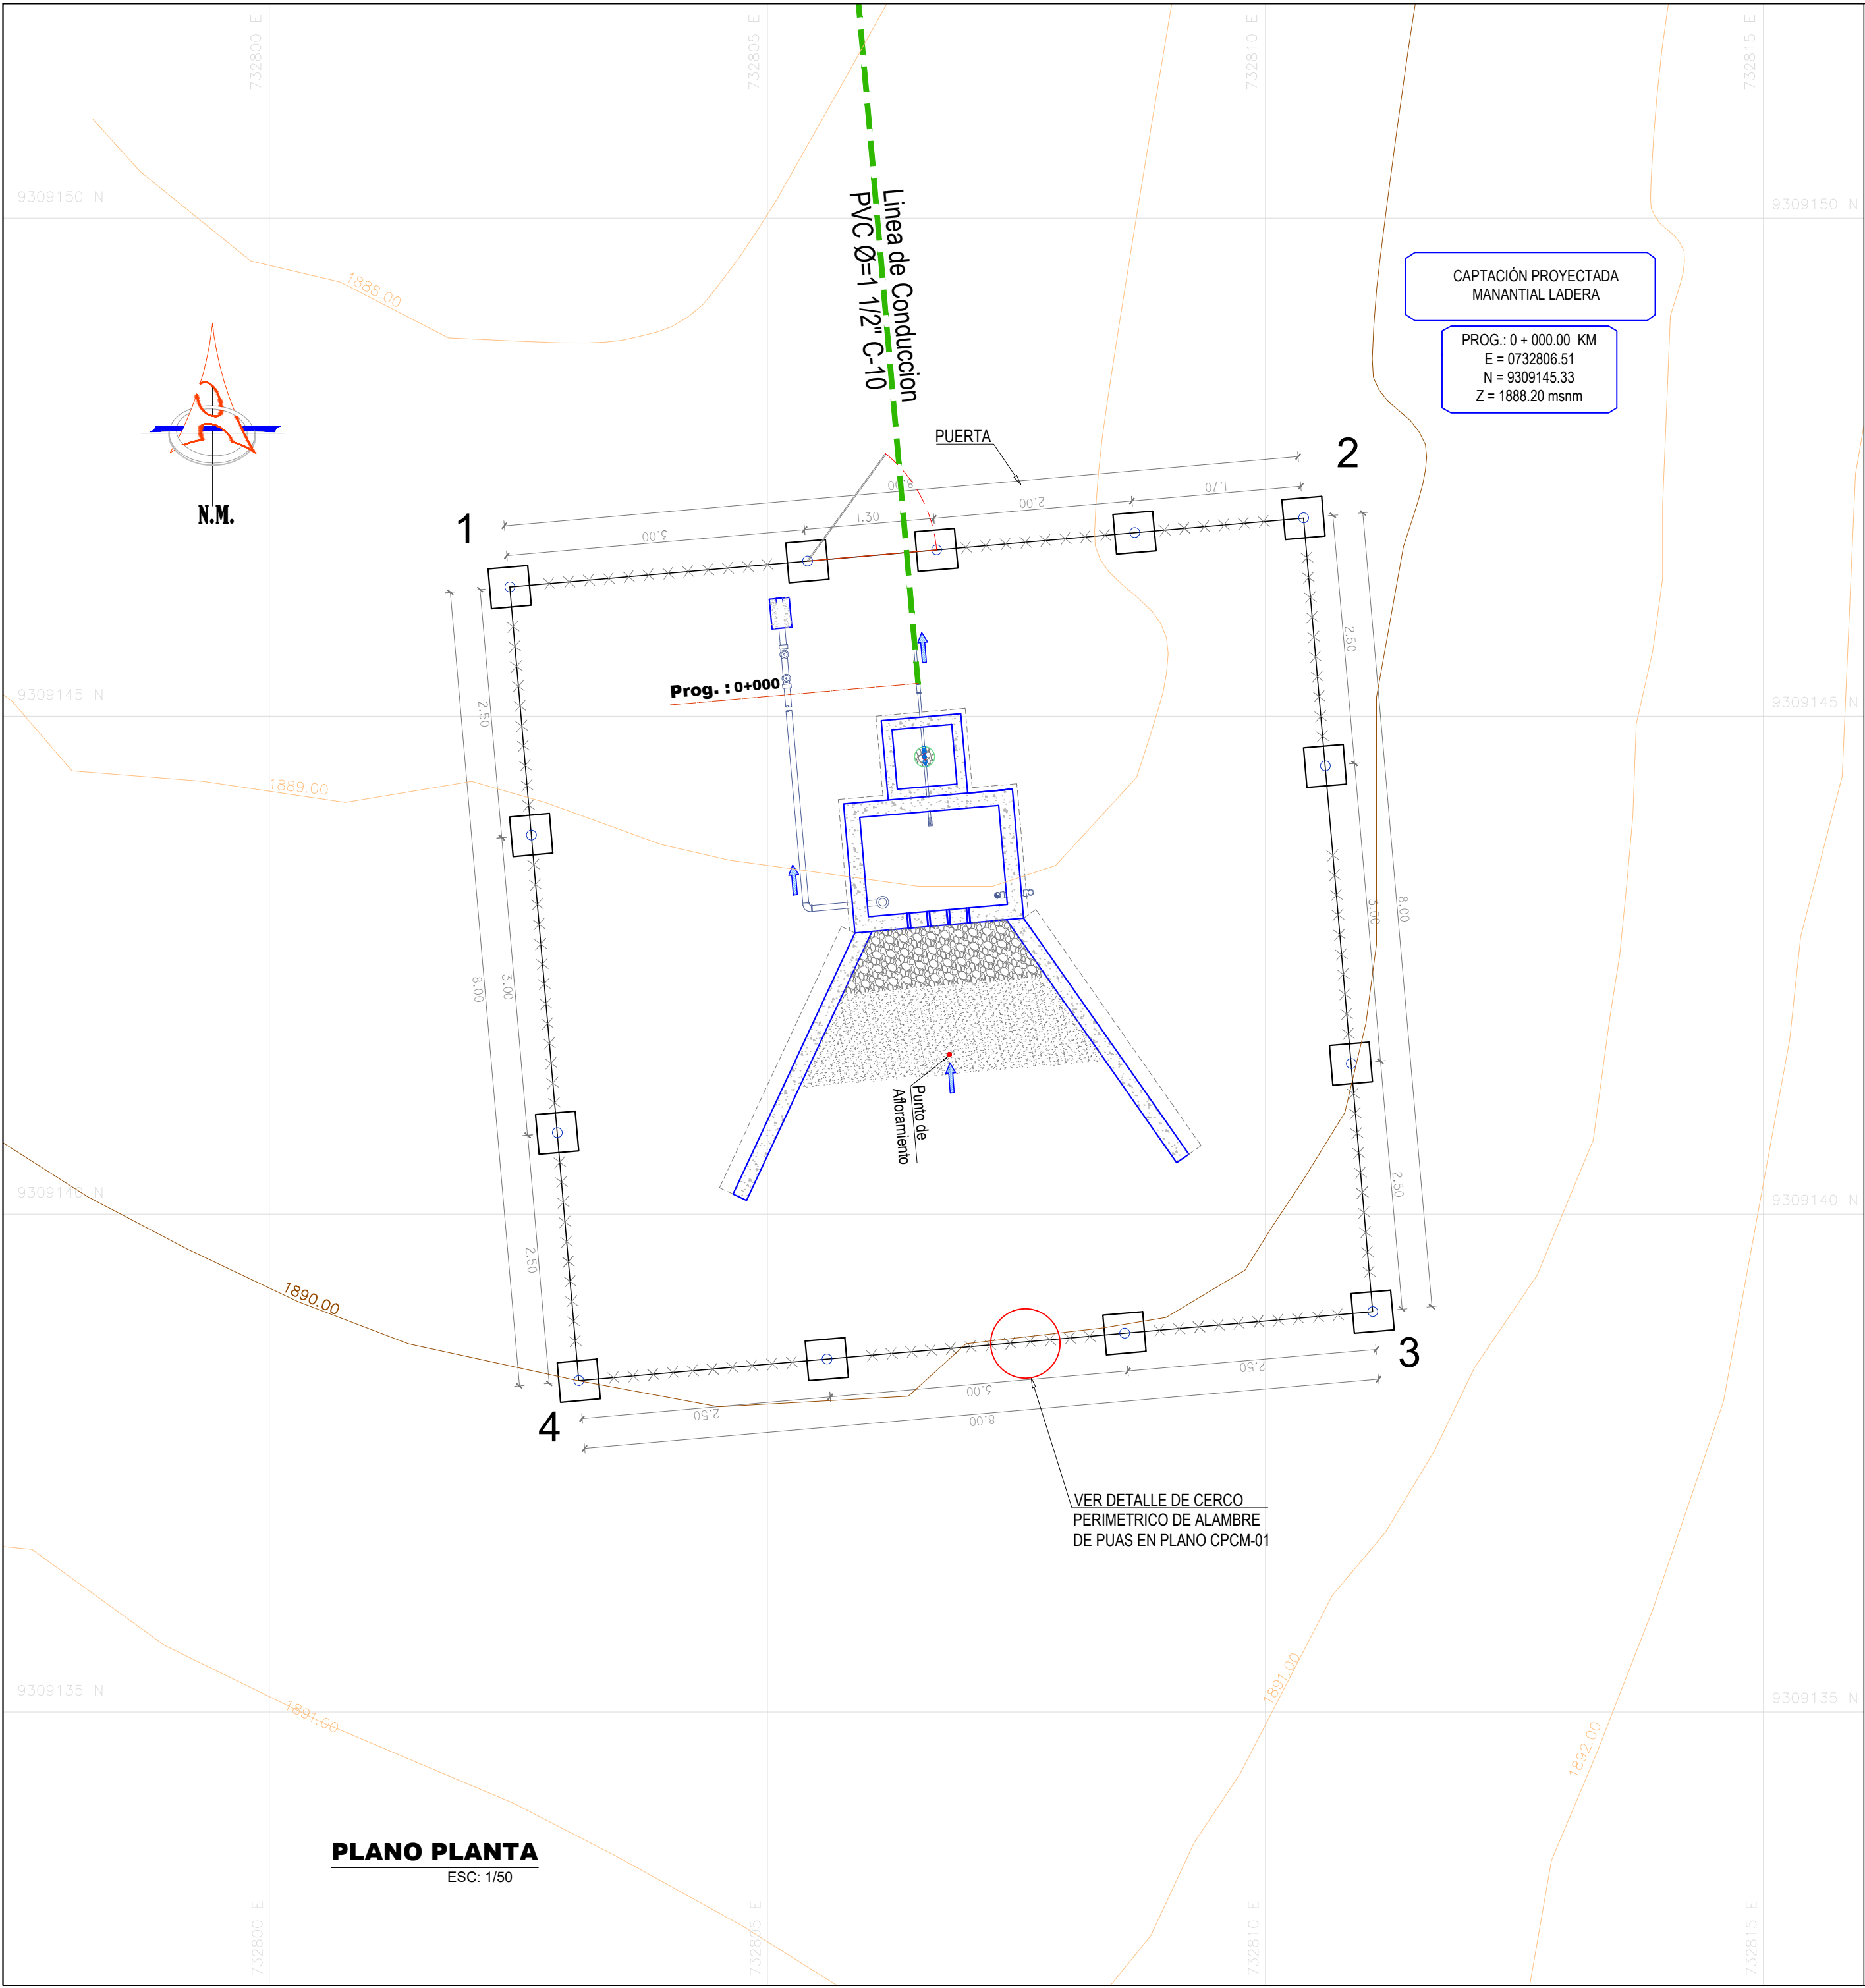 732800 E
732805 E
732810 E
732815 E
9309150 N
9309150 N
1888.00
Linea de Conduccion
PVC Ø=1 1/2" C-10
CAPTACIÓN PROYECTADA
MANANTIAL LADERA
PROG.: 0 + 000.00 KM
E = 0732806.51
N = 9309145.33
Z = 1888.20 msnm
N.M.
PUERTA
1
2
8.00
3.00
1.30
2.00
1.70
Prog. : 0+000
9309145 N
9309145 N
1889.00
2.50
3.00
2.50
8.00
2.50
3.00
2.50
8.00
Punto de
Afloramiento
9309140 N
9309140 N
1890.00
3
4
2.50
3.00
2.50
8.00
VER DETALLE DE CERCO
PERIMETRICO DE ALAMBRE
DE PUAS EN PLANO CPCM-01
9309135 N
9309135 N
1891.00
1891.00
1892.00
PLANO PLANTA
ESC: 1/50
732800 E
732805 E
732810 E
732815 E